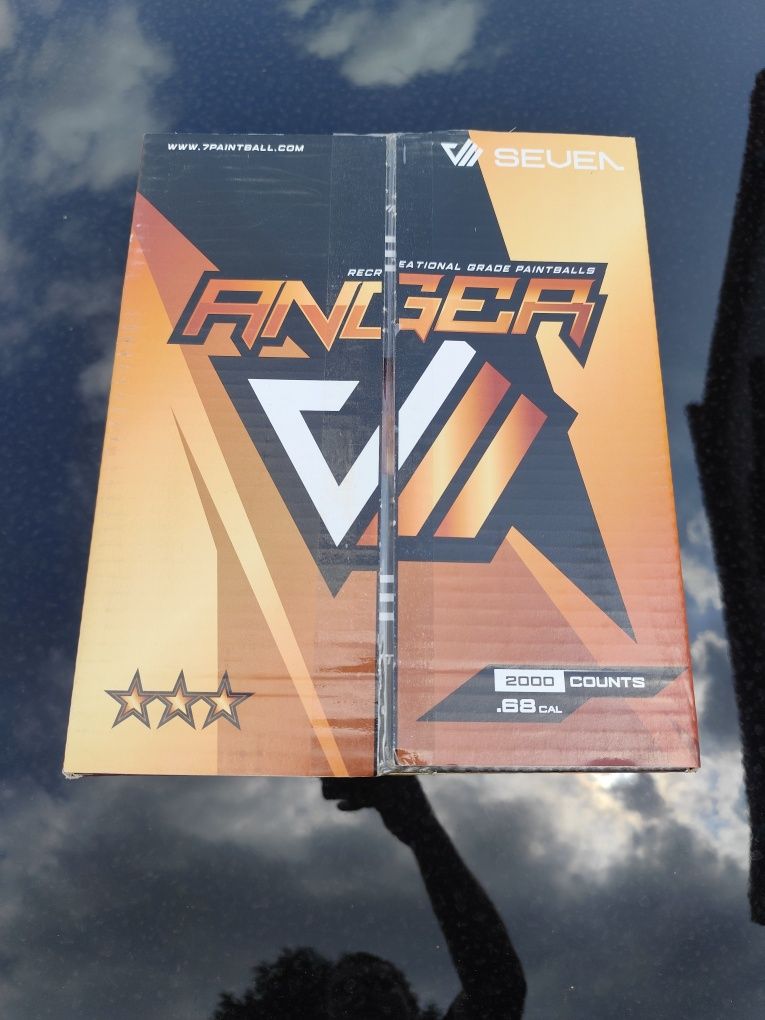 WWW.7PAINTBALL.COM
SEVEN
RECREATIONAL GRADE PAINTBALLS
ANGER
2000 COUNTS
.68 CAL